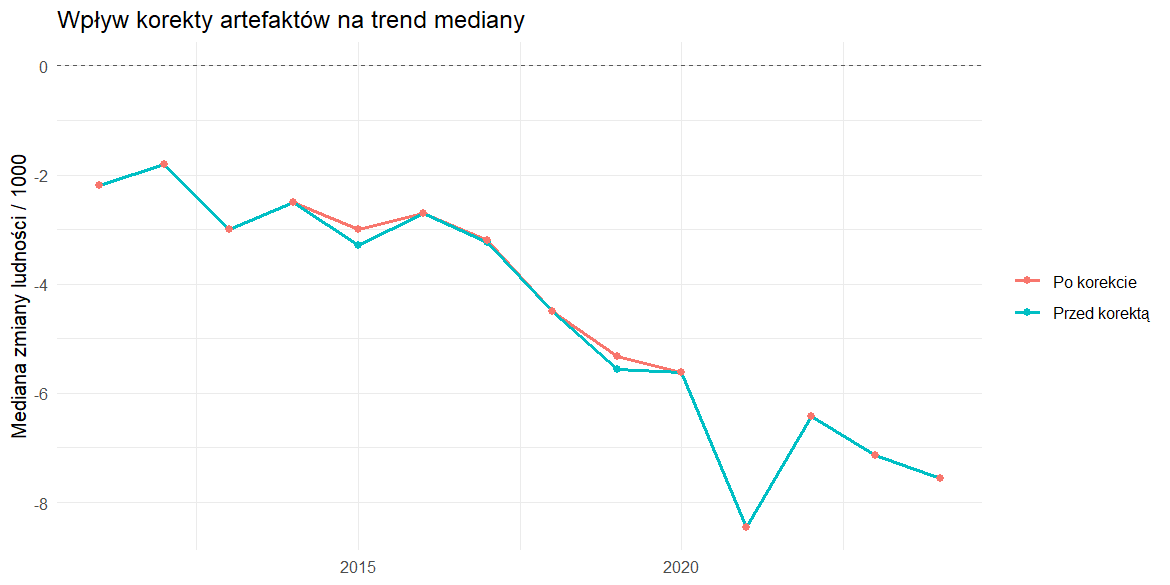 Wpływ korekty artefaktów na trend mediany
Mediana zmiany ludności / 1000
0
-2
-4
-6
-8
2015
2020
Po korekcie
Przed korektą